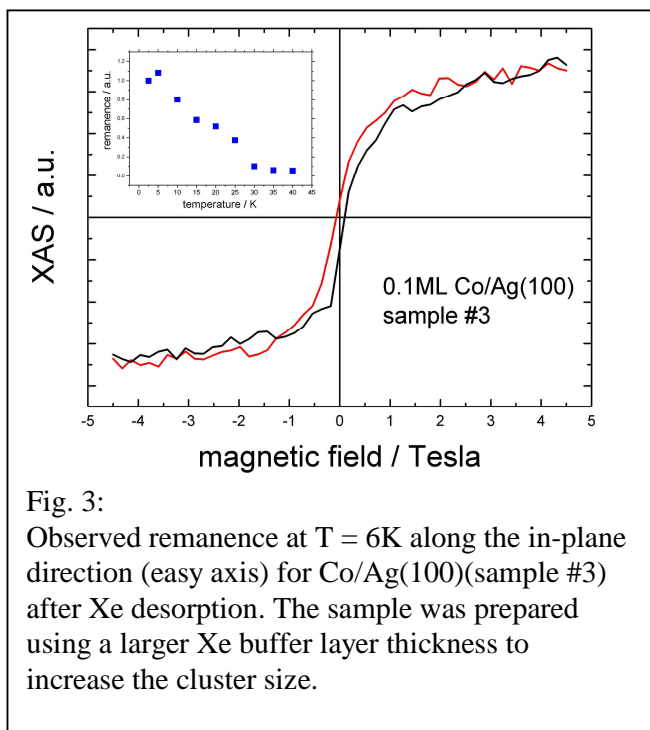 1.2
1.0
0.8
0.6
0.4
0.2
0.0
remanence / a.u.
0 5 10 15 20 25 30 35 40 45
temperature / K
XAS / a.u.
0.1ML Co/Ag(100)
sample #3
-5 -4 -3 -2 -1 0 1 2 3 4 5
magnetic field / Tesla
Fig. 3:
Observed remanence at T = 6K along the in-plane
direction (easy axis) for Co/Ag(100)(sample #3)
after Xe desorption. The sample was prepared
using a larger Xe buffer layer thickness to
increase the cluster size.